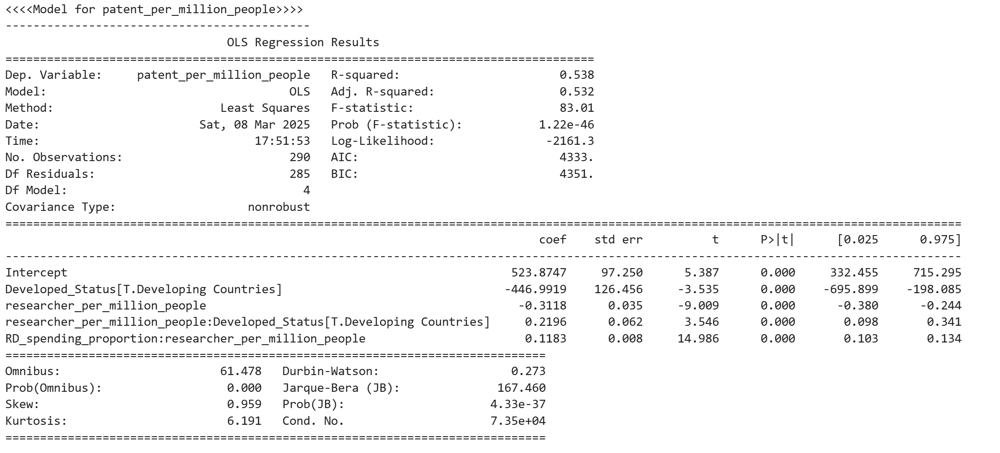 <<<<Model for patent_per_million_people>>>>
--------------------------------------------
OLS Regression Results
=====================================================================================
Dep. Variable: patent_per_million_people R-squared: 0.538
Model: OLS Adj. R-squared: 0.532
Method: Least Squares F-statistic: 83.01
Date: Sat, 08 Mar 2025 Prob (F-statistic): 1.22e-46
Time: 17:51:53 Log-Likelihood: -2161.3
No. Observations: 290 AIC: 4333.
Df Residuals: 285 BIC: 4351.
Df Model: 4
Covariance Type: nonrobust
==========================================================================================================================================
coef std err t P>|t| [0.025 0.975]
------------------------------------------------------------------------------------------------------------------------------------------
Intercept 523.8747 97.250 5.387 0.000 332.455 715.295
Developed_Status[T.Developing Countries] -446.9919 126.456 -3.535 0.000 -695.899 -198.085
researcher_per_million_people -0.3118 0.035 -9.009 0.000 -0.380 -0.244
researcher_per_million_people:Developed_Status[T.Developing Countries] 0.2196 0.062 3.546 0.000 0.098 0.341
RD_spending_proportion:researcher_per_million_people 0.1183 0.008 14.986 0.000 0.103 0.134
==============================================================================
Omnibus: 61.478 Durbin-Watson: 0.273
Prob(Omnibus): 0.000 Jarque-Bera (JB): 167.460
Skew: 0.959 Prob(JB): 4.33e-37
Kurtosis: 6.191 Cond. No. 7.35e+04
==============================================================================